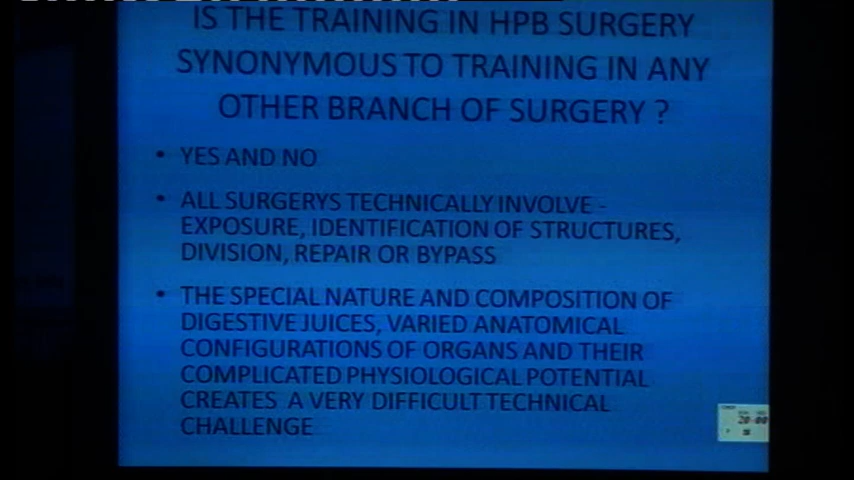 IS THE TRAINING IN HPB SURGERY
SYNONYMOUS TO TRAINING IN ANY
OTHER BRANCH OF SURGERY ?
• YES AND NO
• ALL SURGERYS TECHNICALLY INVOLVE -
EXPOSURE, IDENTIFICATION OF STRUCTURES,
DIVISION, REPAIR OR BYPASS
• THE SPECIAL NATURE AND COMPOSITION OF
DIGESTIVE JUICES, VARIED ANATOMICAL
CONFIGURATIONS OF ORGANS AND THEIR
COMPLICATED PHYSIOLOGICAL POTENTIAL
CREATES A VERY DIFFICULT TECHNICAL
CHALLENGE
20:00